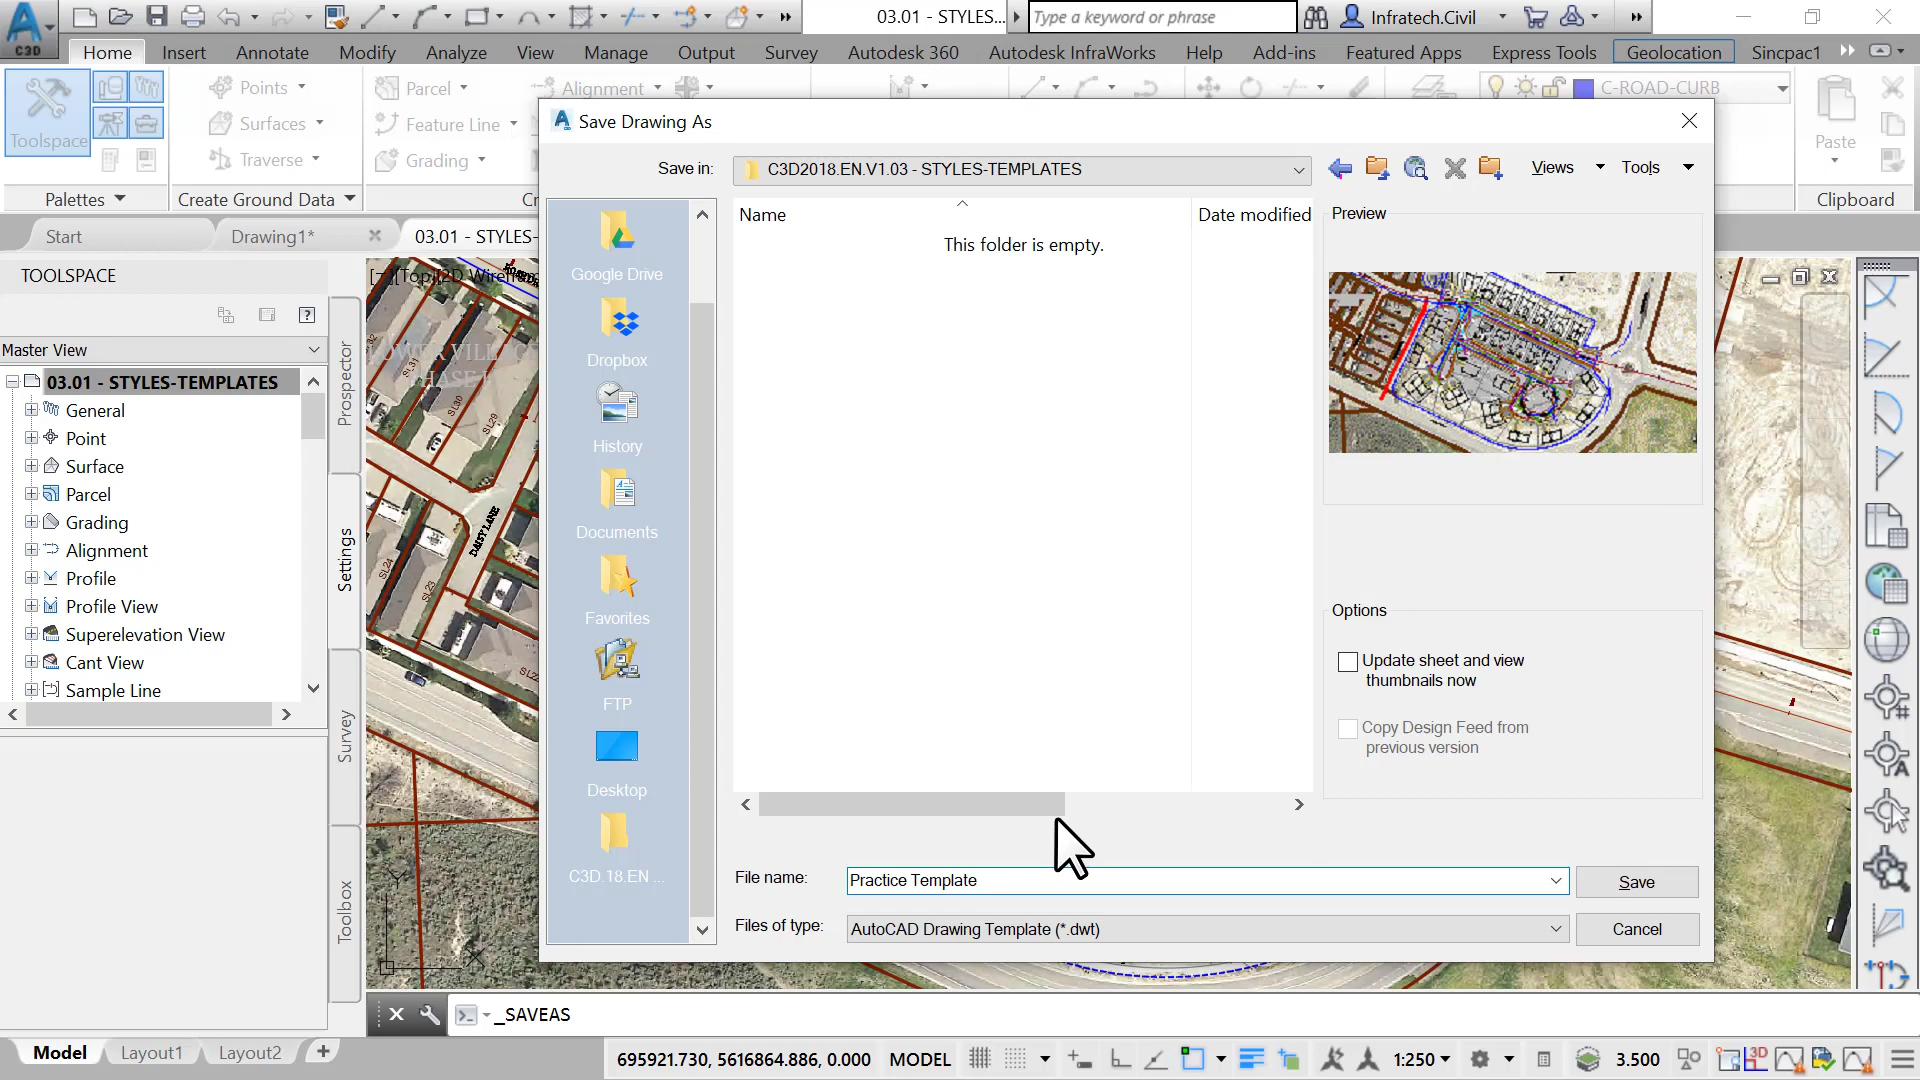 C3D
03.01 - STYLES...
Type a keyword or phrase
Infratech.Civil
Home
Insert
Annotate
Modify
Analyze
View
Manage
Output
Survey
Autodesk 360
Autodesk InfraWorks
Help
Add-ins
Featured Apps
Express Tools
Geolocation
Sincpac1
Toolspace
Points
Surfaces
Traverse
Parcel
Feature Line
Grading
Alignment
C-ROAD-CURB
Paste
Palettes
Create Ground Data
Clipboard
Start
Drawing1*
03.01 - STYLES-
TOOLSPACE
Master View
03.01 - STYLES-TEMPLATES
General
Point
Surface
Parcel
Grading
Alignment
Profile
Profile View
Superelevation View
Cant View
Sample Line
Prospector
Settings
Survey
Toolbox
SL31
SL30
SL29
SL24
SL23
DAISY LANE
Save Drawing As
Save in:
C3D2018.EN.V1.03 - STYLES-TEMPLATES
Views
Tools
Google Drive
Dropbox
History
Documents
Favorites
FTP
Desktop
C3D.18.EN ...
Name
Date modified
This folder is empty.
Preview
Options
Update sheet and view
thumbnails now
Copy Design Feed from
previous version
File name:
Practice Template
Save
Files of type:
AutoCAD Drawing Template (*.dwt)
Cancel
_SAVEAS
Model
Layout1
Layout2
695921.730, 5616864.886, 0.000
MODEL
1:250
3.500